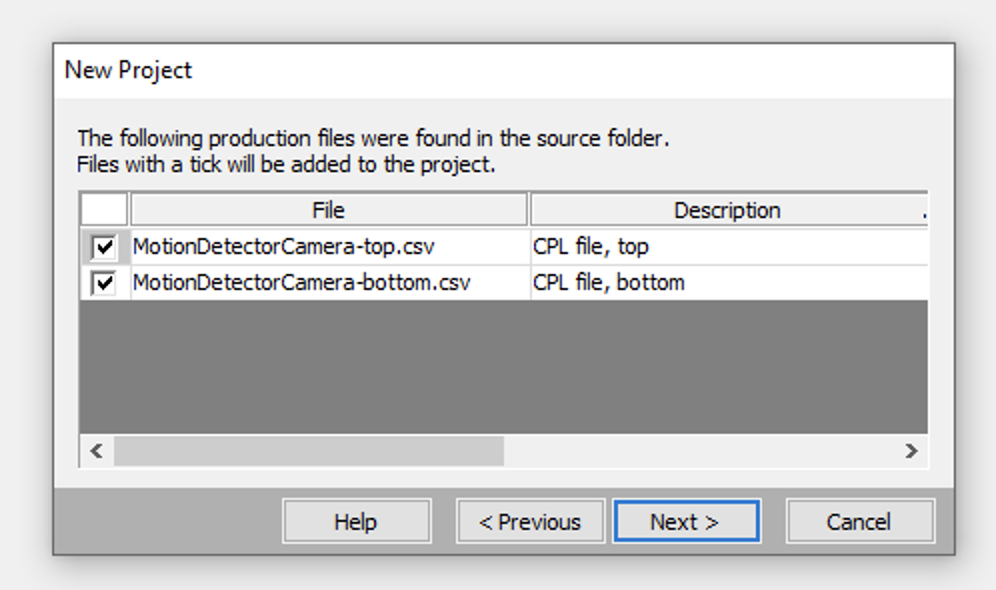 New Project
The following production files were found in the source folder.
Files with a tick will be added to the project.
File Description
MotionDetectorCamera-top.csv CPL file, top
MotionDetectorCamera-bottom.csv CPL file, bottom
Help < Previous Next > Cancel